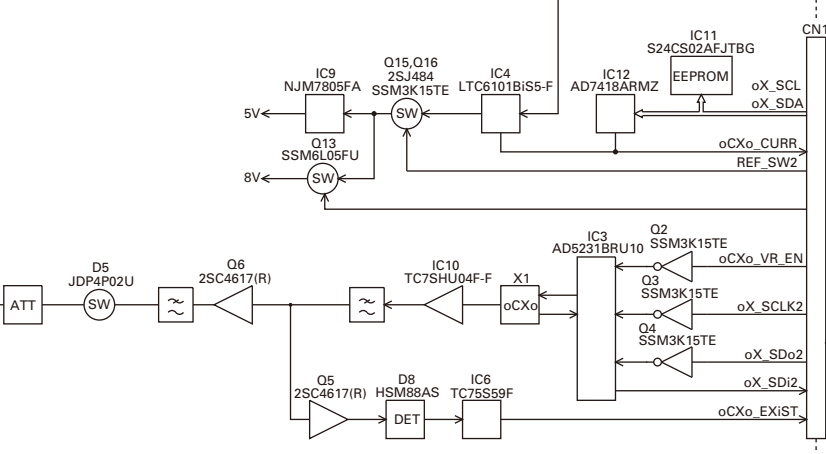 CN1
IC11
S24CS02AFJTBG
EEPROM
Q15,Q16
2SJ484
SSM3K15TE
IC9
NJM7805FA
IC4
LTC6101BiS5-F
IC12
AD7418ARMZ
oX_SCL
oX_SDA
5V
SW
Q13
SSM6L05FU
oCXo_CURR
REF_SW2
8V
SW
IC3
AD5231BRU10
Q2
SSM3K15TE
oCXo_VR_EN
D5
JDP4P02U
Q6
2SC4617(R)
IC10
TC7SHU04F-F
X1
Q3
SSM3K15TE
ATT
SW
oCXo
oX_SCLK2
Q4
SSM3K15TE
oX_SDo2
oX_SDi2
Q5
2SC4617(R)
D8
HSM88AS
IC6
TC75S59F
DET
oCXo_EXiST